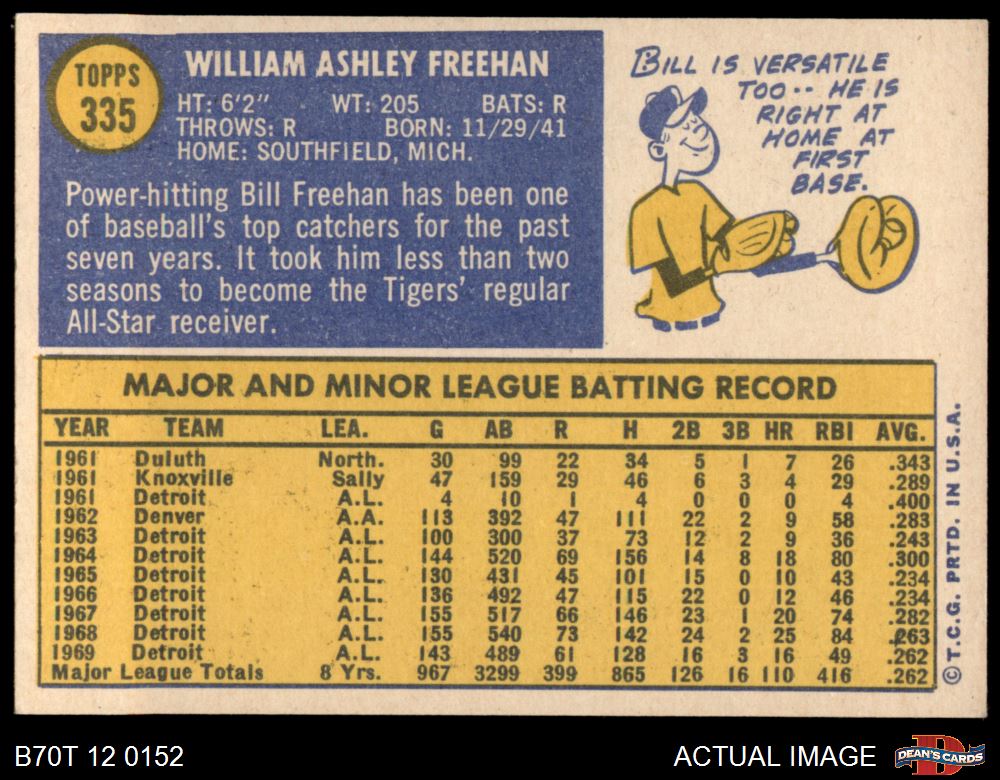 TOPPS
335
WILLIAM ASHLEY FREEHAN
HT: 6'2" WT: 205 BATS: R
THROWS: R BORN: 11/29/41
HOME: SOUTHFIELD, MICH.
Power-hitting Bill Freehan has been one
of baseball's top catchers for the past
seven years. It took him less than two
seasons to become the Tigers' regular
All-Star receiver.
BILL IS VERSATILE
TOO-- HE IS
RIGHT AT
HOME AT
FIRST
BASE.
MAJOR AND MINOR LEAGUE BATTING RECORD
YEAR TEAM LEA. G AB R H 2B 3B HR RBI AVG.
1961 Duluth North. 30 99 22 34 5 1 7 26 .343
1961 Knoxville Sally 47 159 29 46 6 3 4 29 .289
1961 Detroit A.L. 4 10 1 4 0 0 0 4 .400
1962 Denver A.A. 113 392 47 111 22 2 9 58 .283
1963 Detroit A.L. 100 300 37 73 12 2 9 36 .243
1964 Detroit A.L. 144 520 69 156 14 8 18 80 .300
1965 Detroit A.L. 130 431 45 101 15 0 10 43 .234
1966 Detroit A.L. 136 492 47 115 22 0 12 46 .234
1967 Detroit A.L. 155 517 66 146 23 1 20 74 .282
1968 Detroit A.L. 155 540 73 142 24 2 25 84 .263
1969 Detroit A.L. 143 489 61 128 16 3 16 49 .262
Major League Totals 8 Yrs. 967 3299 399 865 126 16 110 416 .262
© T.C.G. PRTD. IN U.S.A.
B70T 12 0152
ACTUAL IMAGE
DEAN'S CARDS